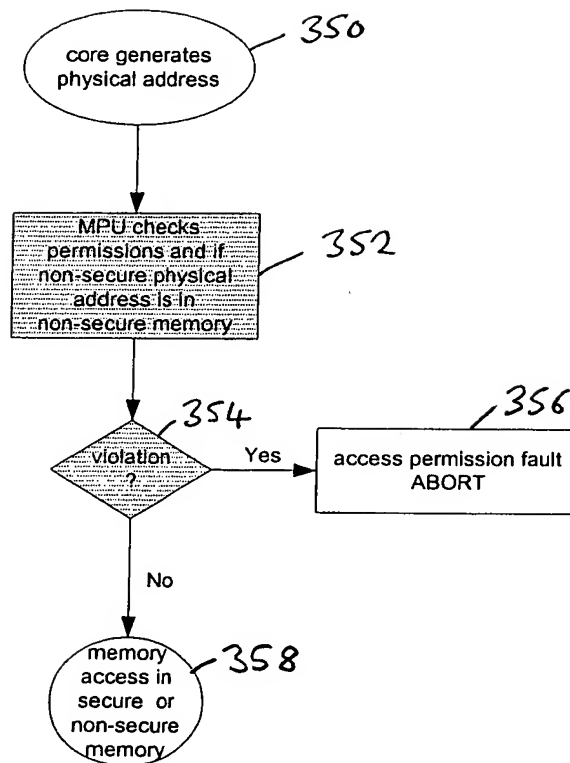 core generates
physical address
350
MPU checks
permissions and if
non-secure physical
address is in
non-secure memory
352
354
violation
?
Yes
356
access permission fault
ABORT
No
memory
access in
secure or
non-secure
memory
358